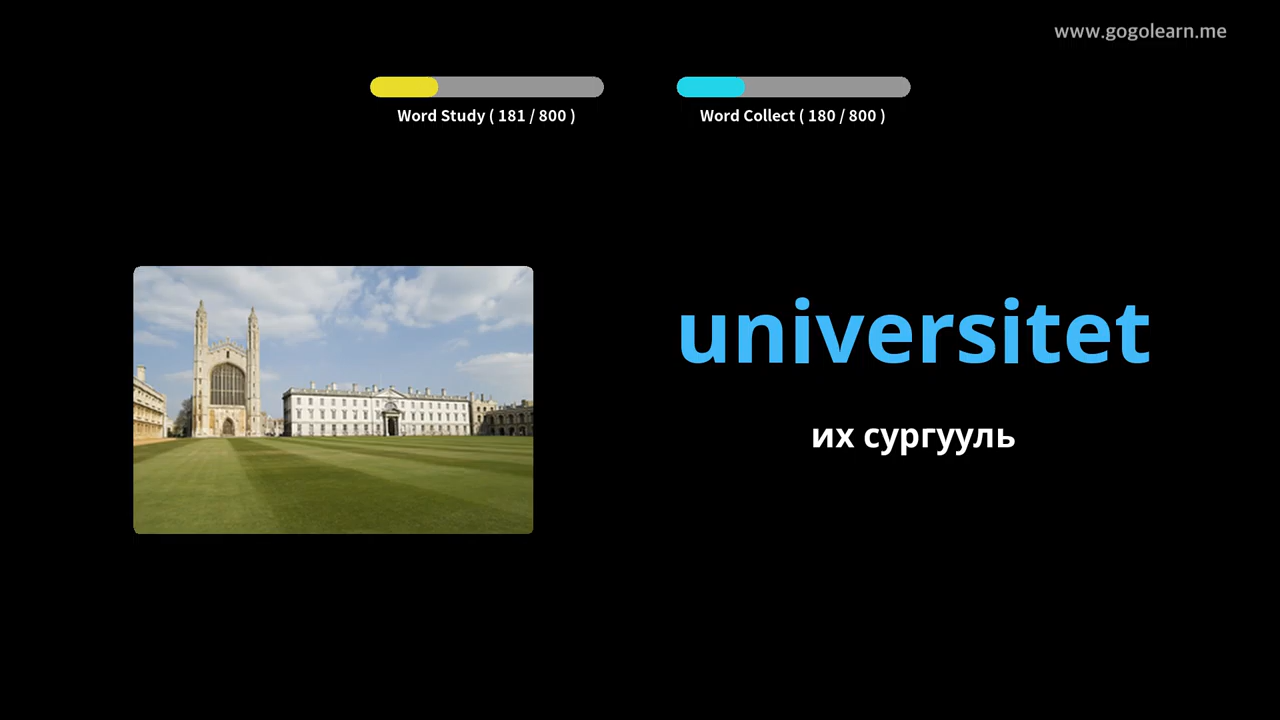 www.gogolearn.me
Word Study ( 181 / 800 )
Word Collect ( 180 / 800 )
universitet
их сургууль